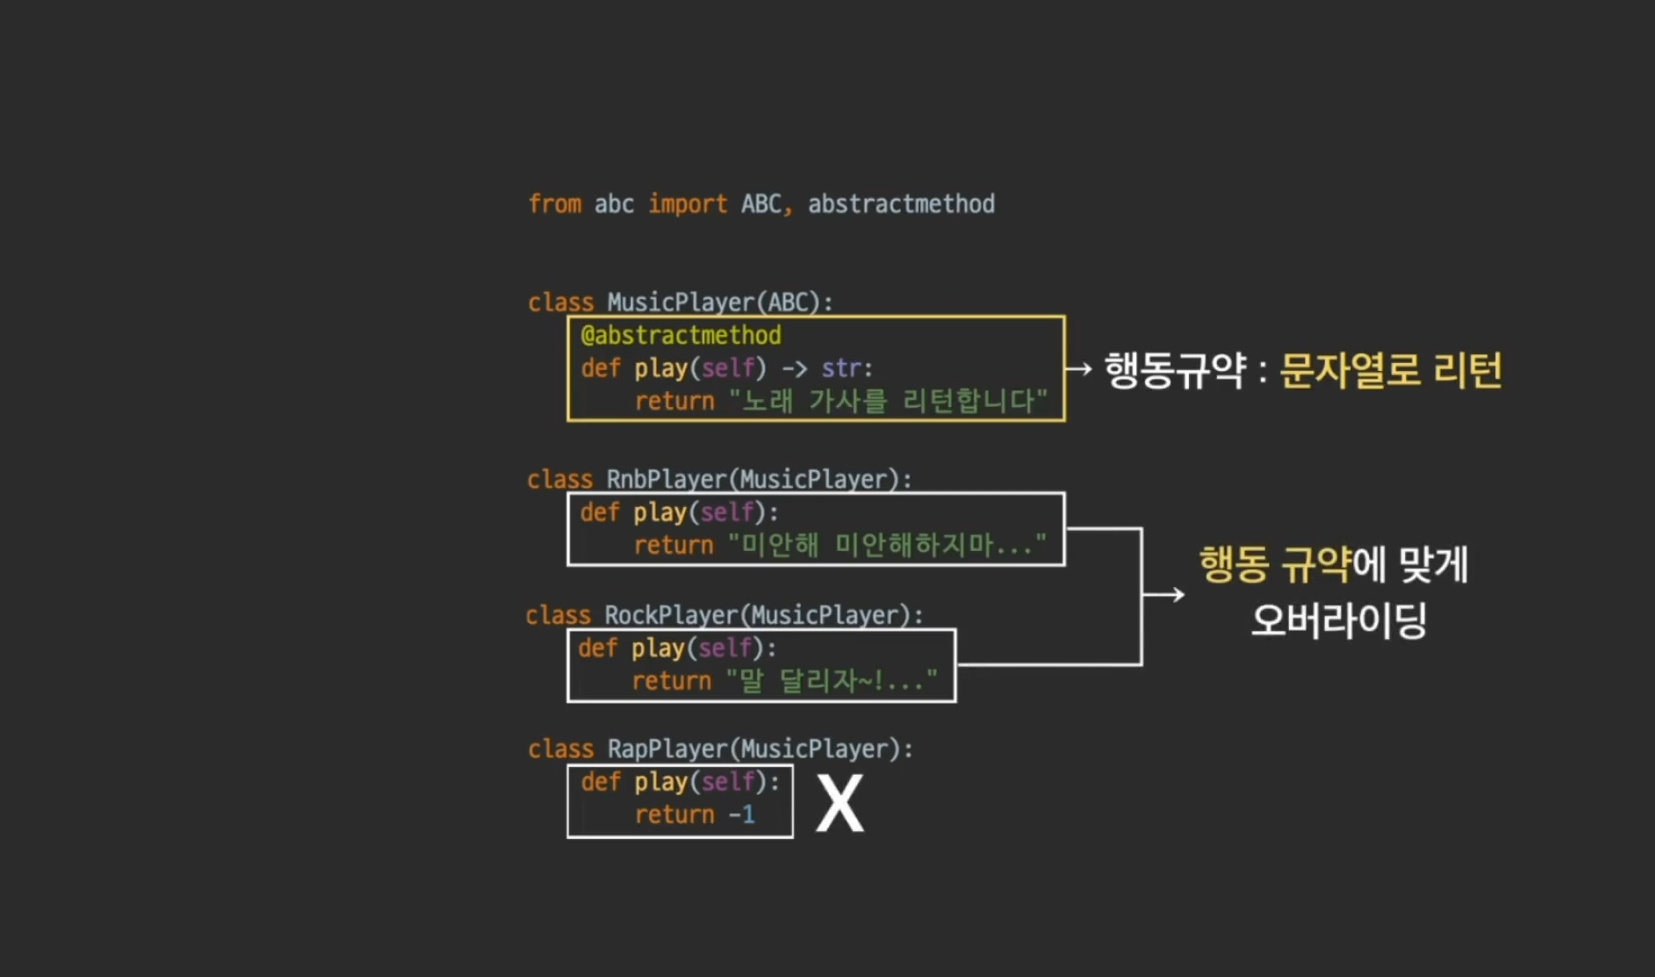 from abc import ABC, abstractmethod
class MusicPlayer(ABC):
@abstractmethod
def play(self) -> str:
return "노래 가사를 리턴합니다"
→ 행동규약 : 문자열로 리턴
class RnbPlayer(MusicPlayer):
def play(self):
return "미안해 미안해하지마..."
class RockPlayer(MusicPlayer):
def play(self):
return "말 달리자~!..."
행동 규약에 맞게
오버라이딩
class RapPlayer(MusicPlayer):
def play(self):
return -1
X